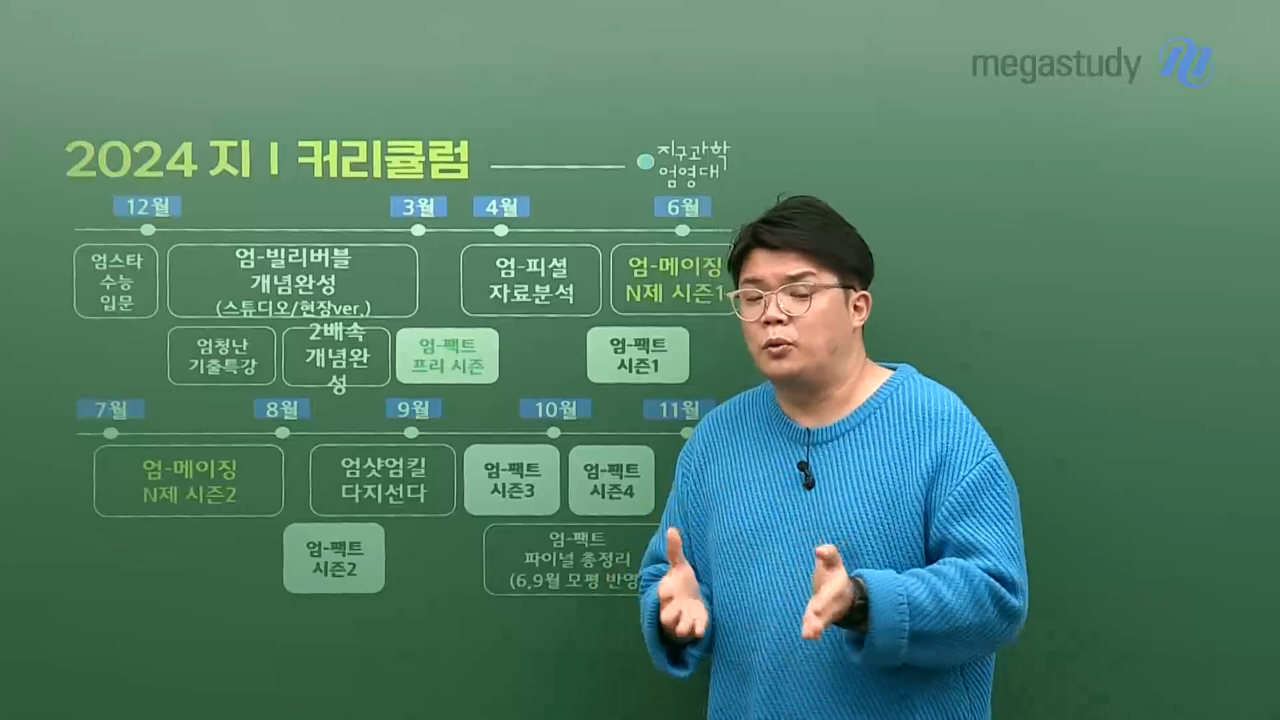 megastudy
2024 지Ⅰ 커리큘럼
지구과학
엄영대
12월
3월
4월
6월
엄스타
수능
입문
엄-빌리버블
개념완성
(스튜디오/현장ver.)
엄-피셜
자료분석
엄-메이징
N제 시즌1
엄청난
기출특강
2배속
개념완
성
엄-팩트
프리 시즌
엄-팩트
시즌1
7월
8월
9월
10월
11월
엄-메이징
N제 시즌2
엄샷엄킬
다지선다
엄-팩트
시즌3
엄-팩트
시즌4
엄-팩트
시즌2
엄-팩트
파이널 총정리
(6,9월 모평 반영